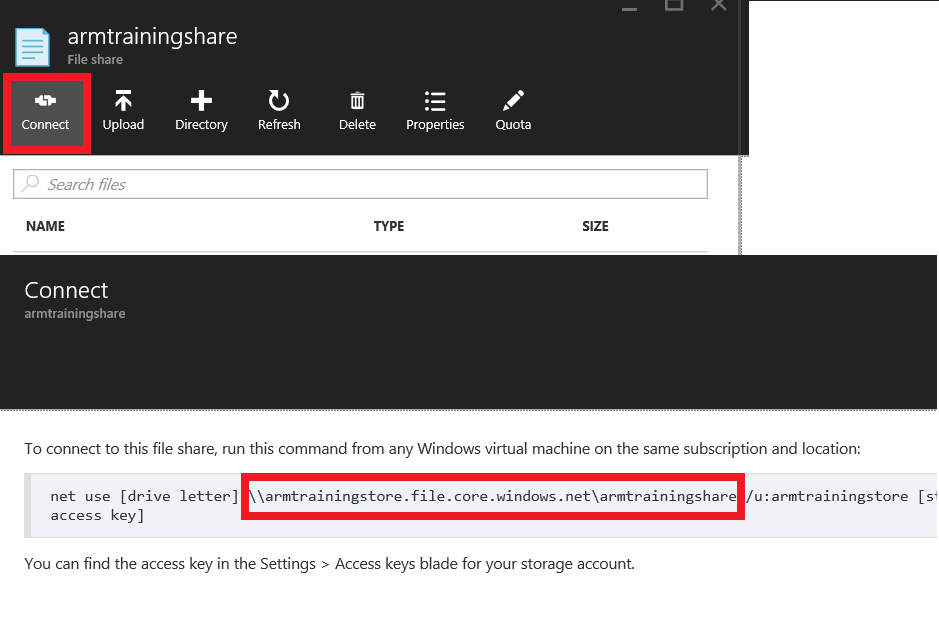 armtrainingshare
File share
Connect Upload Directory Refresh Delete Properties Quota
Search files
NAME TYPE SIZE
Connect
armtrainingshare
To connect to this file share, run this command from any Windows virtual machine on the same subscription and location:
net use [drive letter] \\armtrainingstore.file.core.windows.net\armtrainingshare /u:armtrainingstore
access key]
You can find the access key in the Settings > Access keys blade for your storage account.